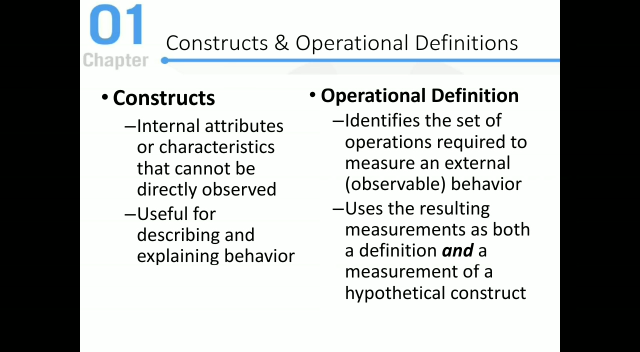 01
Chapter
Constructs & Operational Definitions
• Constructs
–Internal attributes
or characteristics
that cannot be
directly observed
–Useful for
describing and
explaining behavior
• Operational Definition
–Identifies the set of
operations required to
measure an external
(observable) behavior
–Uses the resulting
measurements as both
a definition and a
measurement of a
hypothetical construct